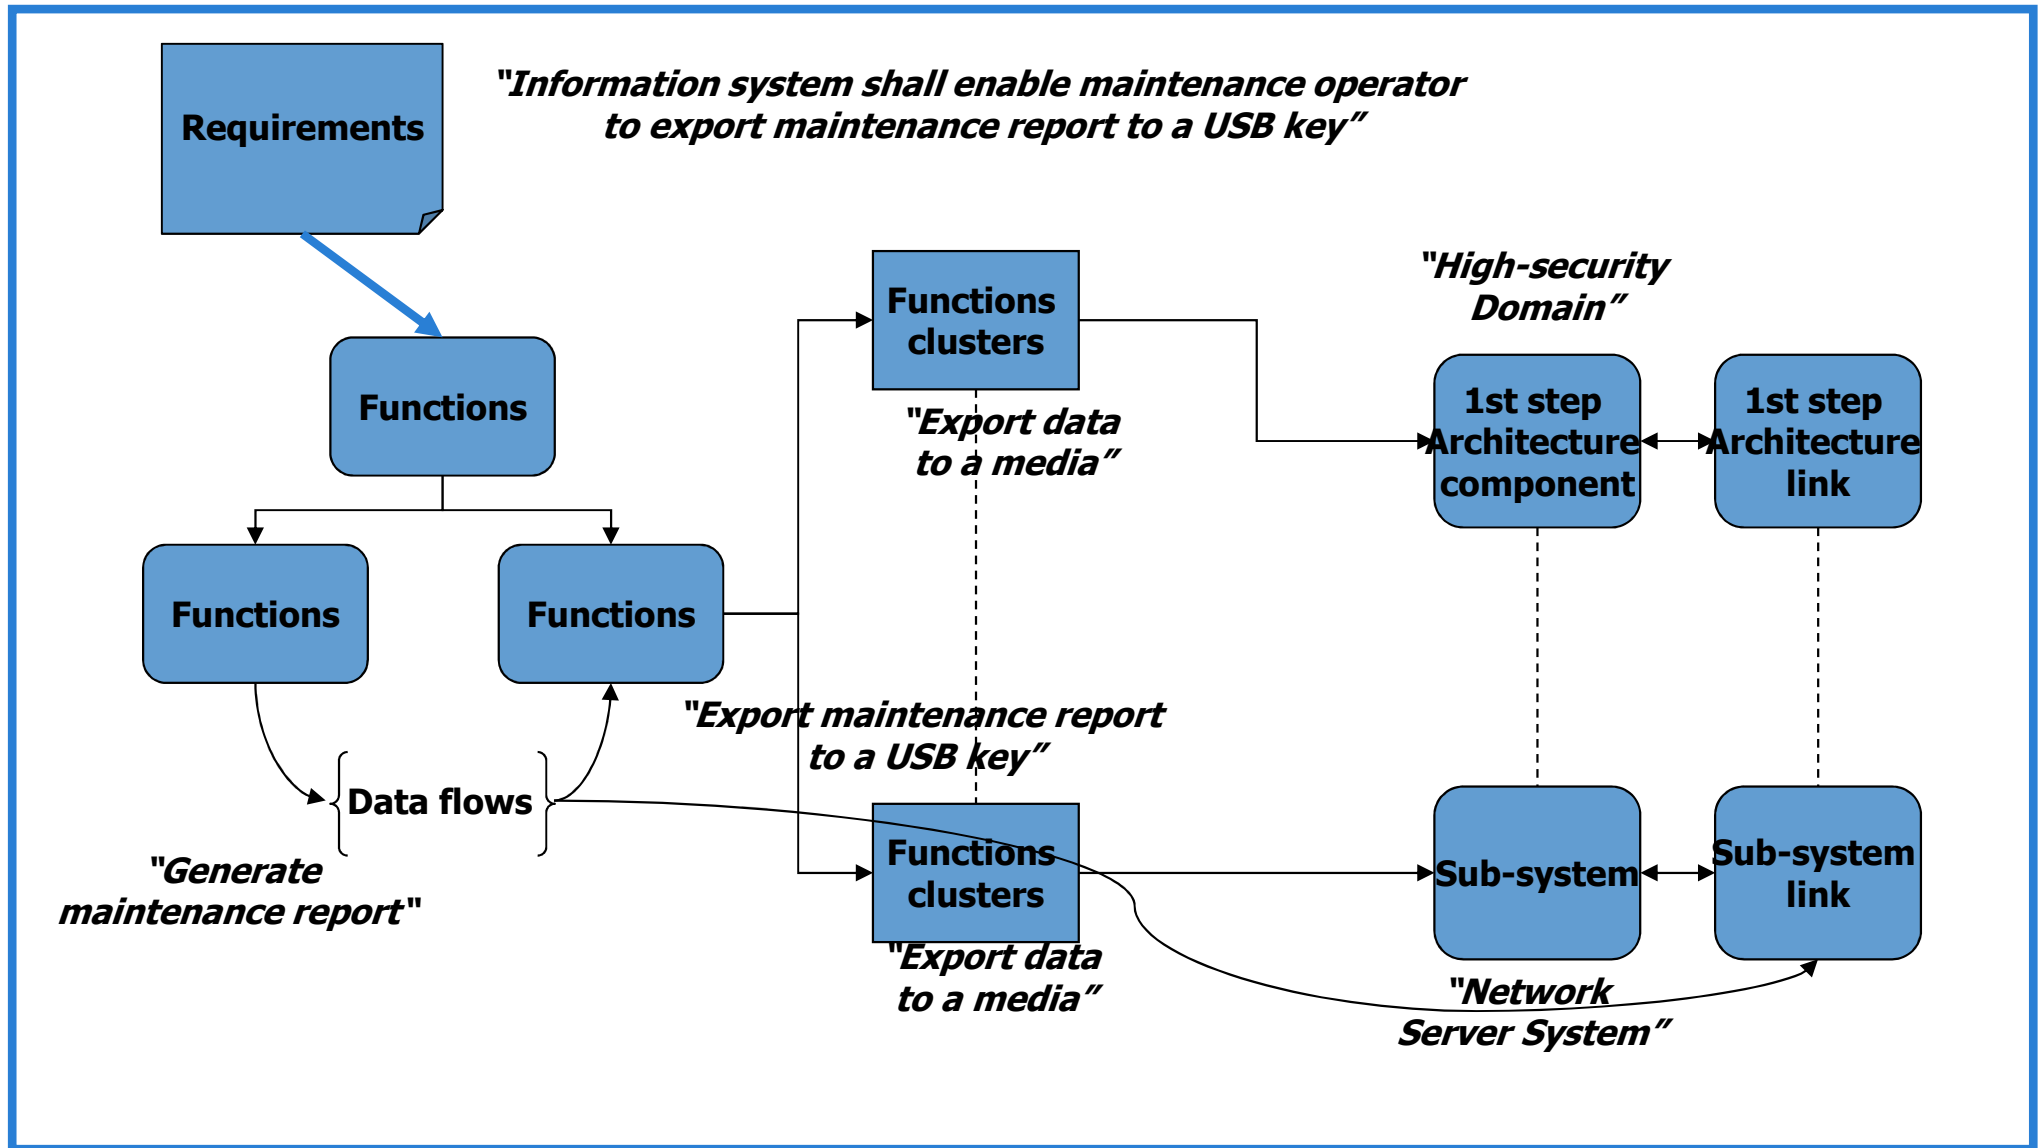 "Information system shall enable maintenance operator
to export maintenance report to a USB key"
Requirements
"High-security
Domain"
Functions
clusters
Functions
1st step
Architecture
component
1st step
Architecture
link
"Export data
to a media"
Functions
Functions
"Export maintenance report
to a USB key"
Data flows
"Generate
maintenance report"
Functions
clusters
Sub-system
Sub-system
link
"Export data
to a media"
"Network
Server System"